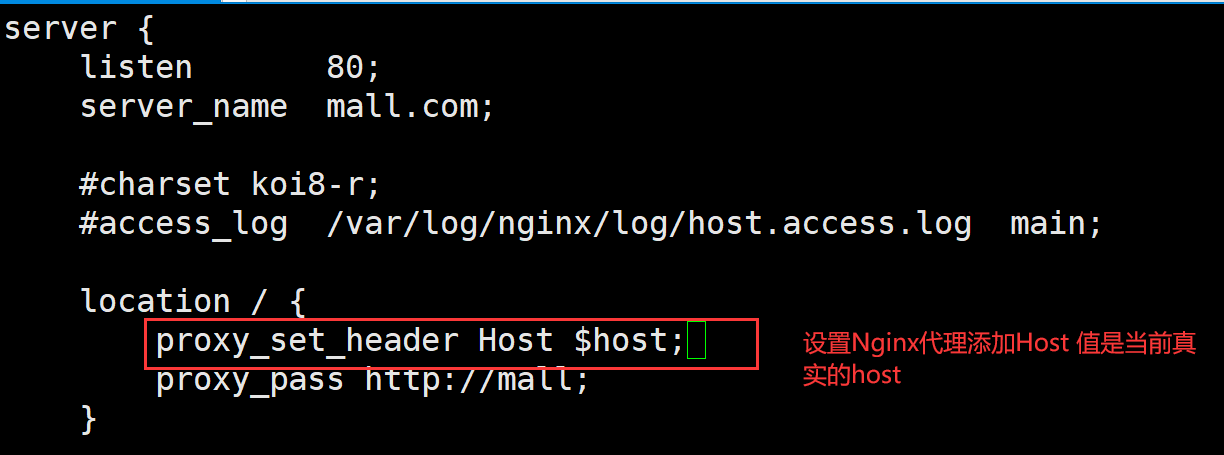 server {
    listen       80;
    server_name  mall.com;
    #charset koi8-r;
    #access_log  /var/log/nginx/log/host.access.log  main;
    location / {
        proxy_set_header Host $host;
        proxy_pass http://mall;
    }
设置Nginx代理添加Host 值是当前真
实的host